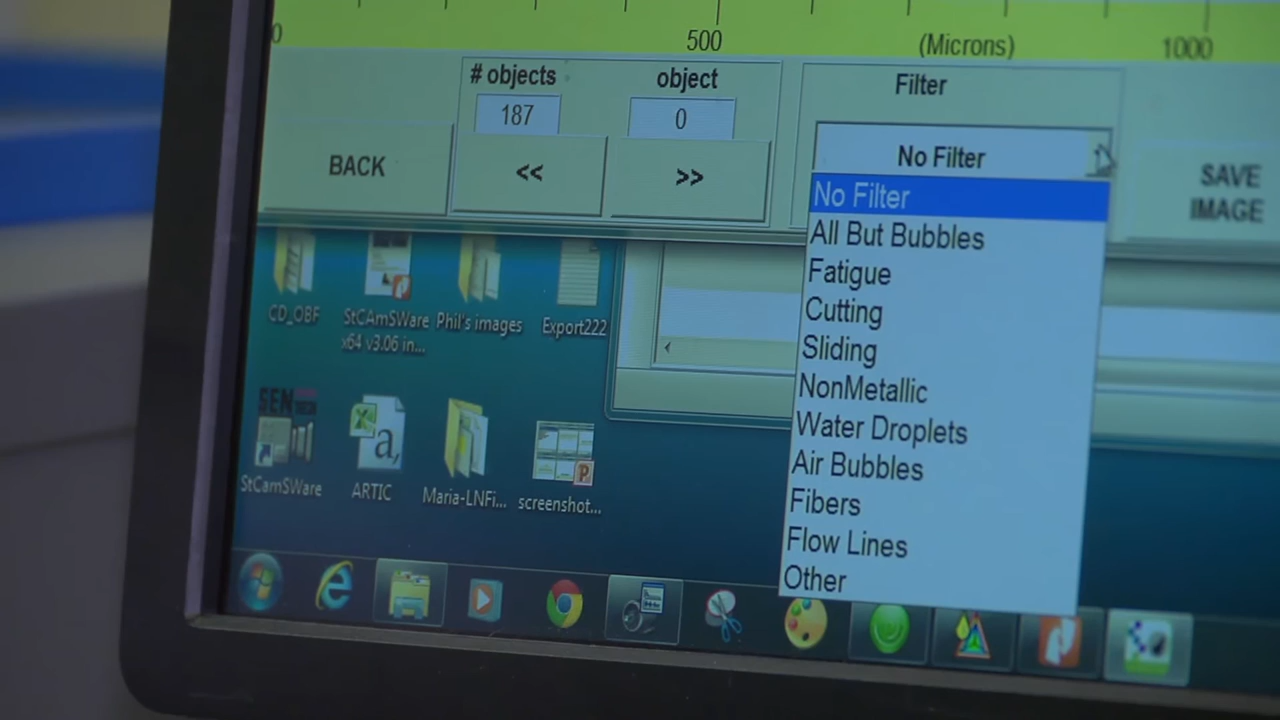 0
500
(Microns)
1000
# objects
object
Filter
187
0
No Filter
BACK
<<
>>
SAVE
IMAGE
No Filter
All But Bubbles
Fatigue
Cutting
Sliding
NonMetallic
Water Droplets
Air Bubbles
Fibers
Flow Lines
Other
CD_OBF
StCAmSWare
x64 v3.06 in...
Phil's images
Export222
StCamSWare
ARTIC
Maria-LNFi...
screenshot...